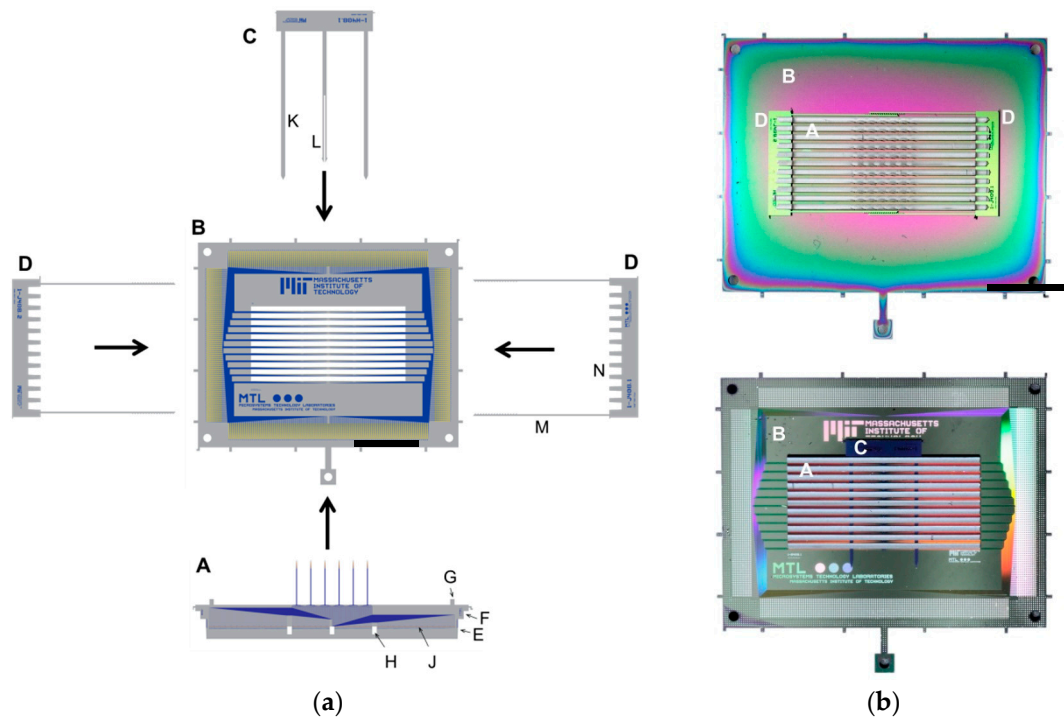 C
K
L
B
D
D
MASSACHUSETTS
INSTITUTE OF
TECHNOLOGY
N
M
MTL
MICROSYSTEMS TECHNOLOGY LABORATORIES
MASSACHUSETTS INSTITUTE OF TECHNOLOGY
A
G
F
E
H
J
(a)
B
D
D
A
MASSACHUSETTS
INSTITUTE OF
B
C
A
MTL
MICROSYSTEMS TECHNOLOGY LABORATORIES
MASSACHUSETTS INSTITUTE OF TECHNOLOGY
(b)